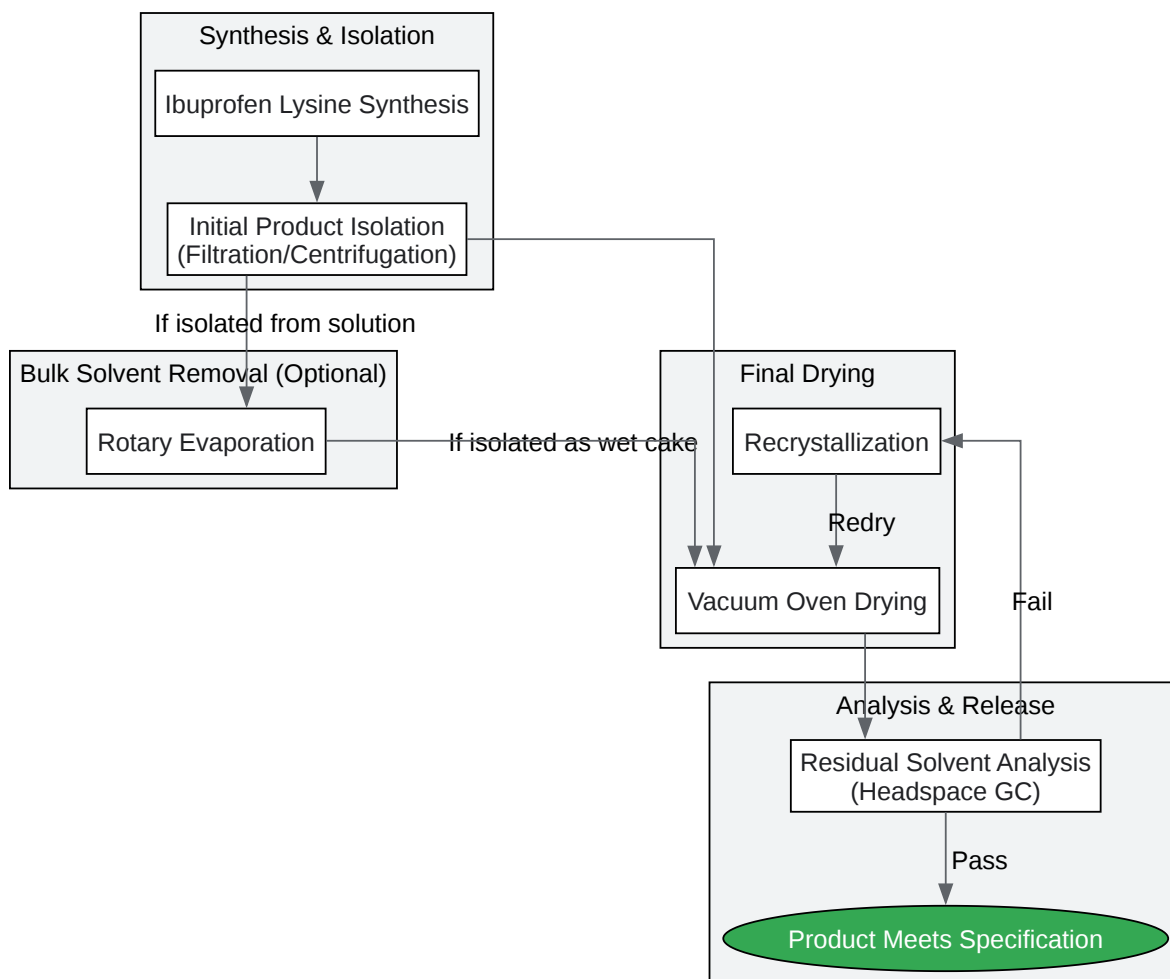 Synthesis & Isolation
Ibuprofen Lysine Synthesis
Initial Product Isolation
(Filtration/Centrifugation)
If isolated from solution
Bulk Solvent Removal (Optional)
Rotary Evaporation
If isolated as wet cake
Final Drying
Recrystallization
Redry
Vacuum Oven Drying
Fail
Analysis & Release
Residual Solvent Analysis
(Headspace GC)
Pass
Product Meets Specification